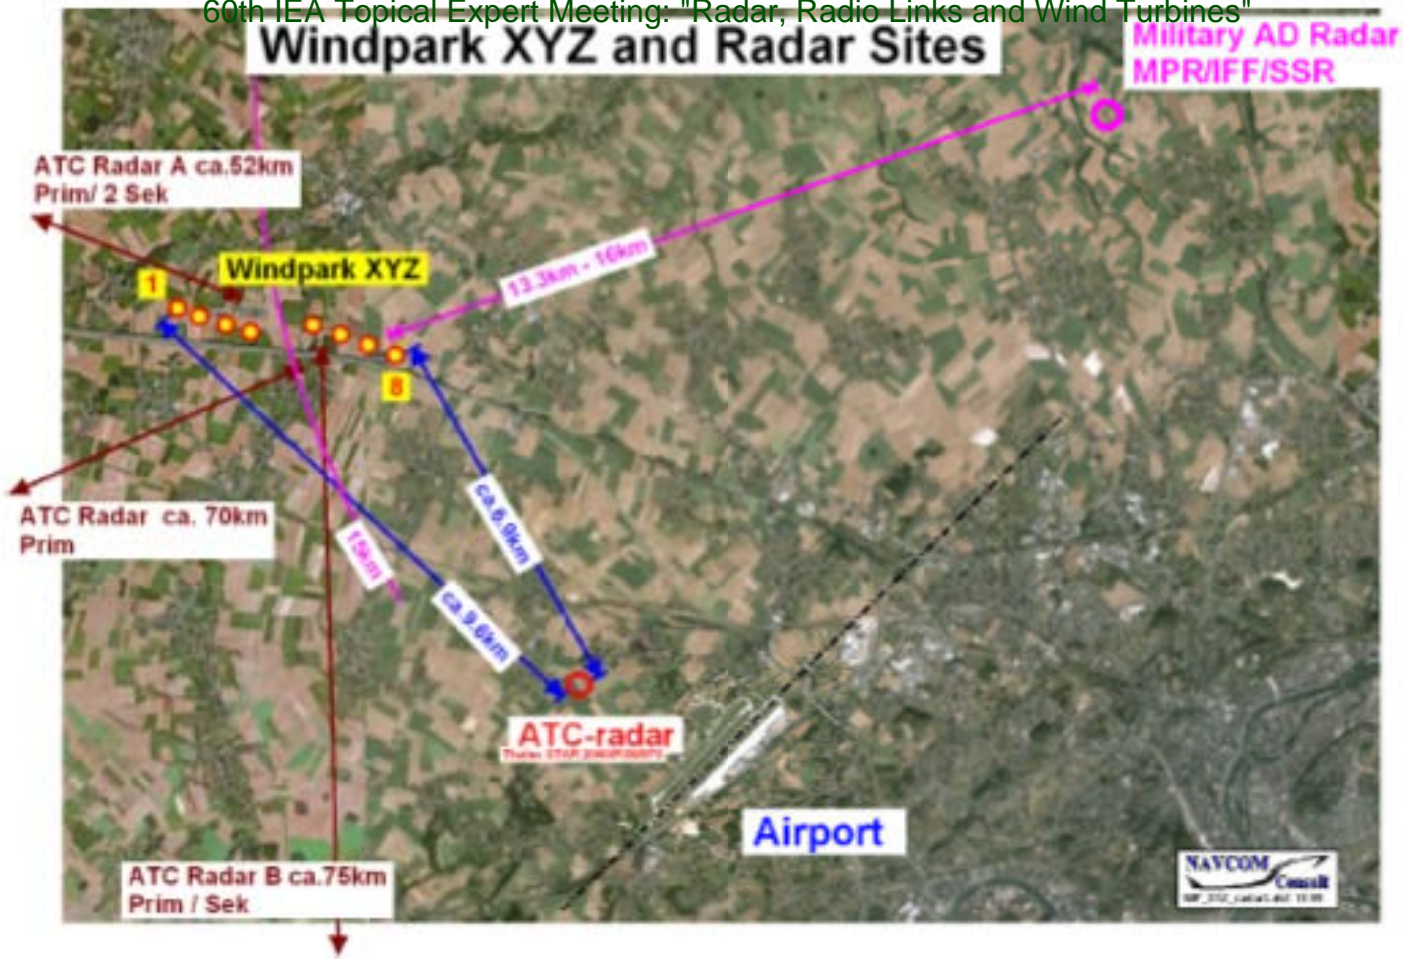 60th IEA Topical Expert Meeting: "Radar, Radio Links and Wind Turbines"
Windpark XYZ and Radar Sites
Military AD Radar
MPR/IFF/SSR
ATC Radar A ca.52km
Prim/ 2 Sek
13.3km - 16km
Windpark XYZ
1
8
ca.6.9km
ATC Radar ca. 70km
Prim
15km
ca.9.6km
ATC-radar
Airport
ATC Radar B ca.75km
Prim / Sek
NAVCOM
Consult